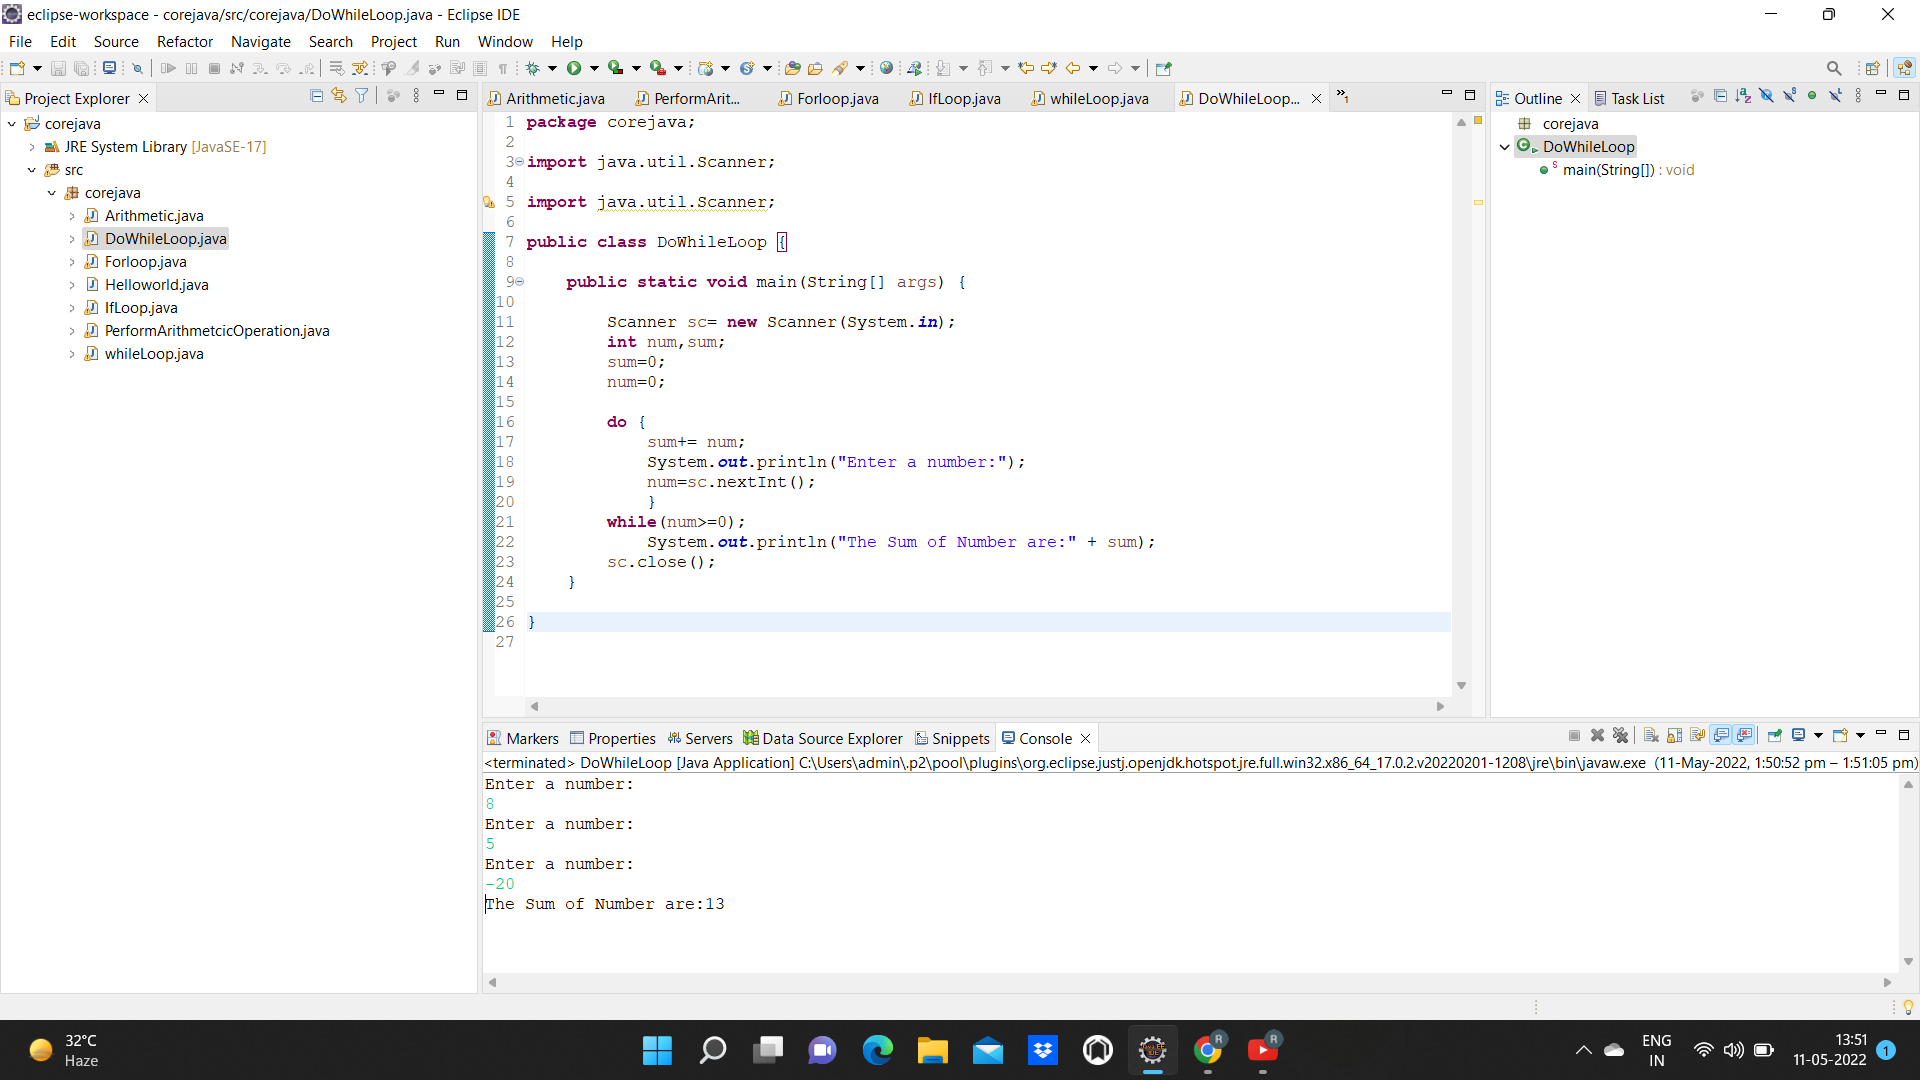 eclipse-workspace - corejava/src/corejava/DoWhileLoop.java - Eclipse IDE
File Edit Source Refactor Navigate Search Project Run Window Help
Project Explorer
corejava
JRE System Library [JavaSE-17]
src
corejava
Arithmetic.java
DoWhileLoop.java
Forloop.java
Helloworld.java
IfLoop.java
PerformArithmetcicOperation.java
whileLoop.java
Arithmetic.java PerformArit... Forloop.java IfLoop.java whileLoop.java DoWhileLoop... »1
1 package corejava;
2
3 import java.util.Scanner;
4
5 import java.util.Scanner;
6
7 public class DoWhileLoop {
8
9 public static void main(String[] args) {
10
11 Scanner sc= new Scanner(System.in);
12 int num,sum;
13 sum=0;
14 num=0;
15
16 do {
17 sum+= num;
18 System.out.println("Enter a number:");
19 num=sc.nextInt();
20 }
21 while(num>=0);
22 System.out.println("The Sum of Number are:" + sum);
23 sc.close();
24 }
25
26 }
27
Outline Task List
corejava
DoWhileLoop
main(String[]) : void
Markers Properties Servers Data Source Explorer Snippets Console
<terminated> DoWhileLoop [Java Application] C:\Users\admin\.p2\pool\plugins\org.eclipse.justj.openjdk.hotspot.jre.full.win32.x86_64_17.0.2.v20220201-1208\jre\bin\javaw.exe (11-May-2022, 1:50:52 pm – 1:51:05 pm)
Enter a number:
8
Enter a number:
5
Enter a number:
-20
The Sum of Number are:13
32°C
Haze
R
R
ENG
IN
13:51
11-05-2022
1